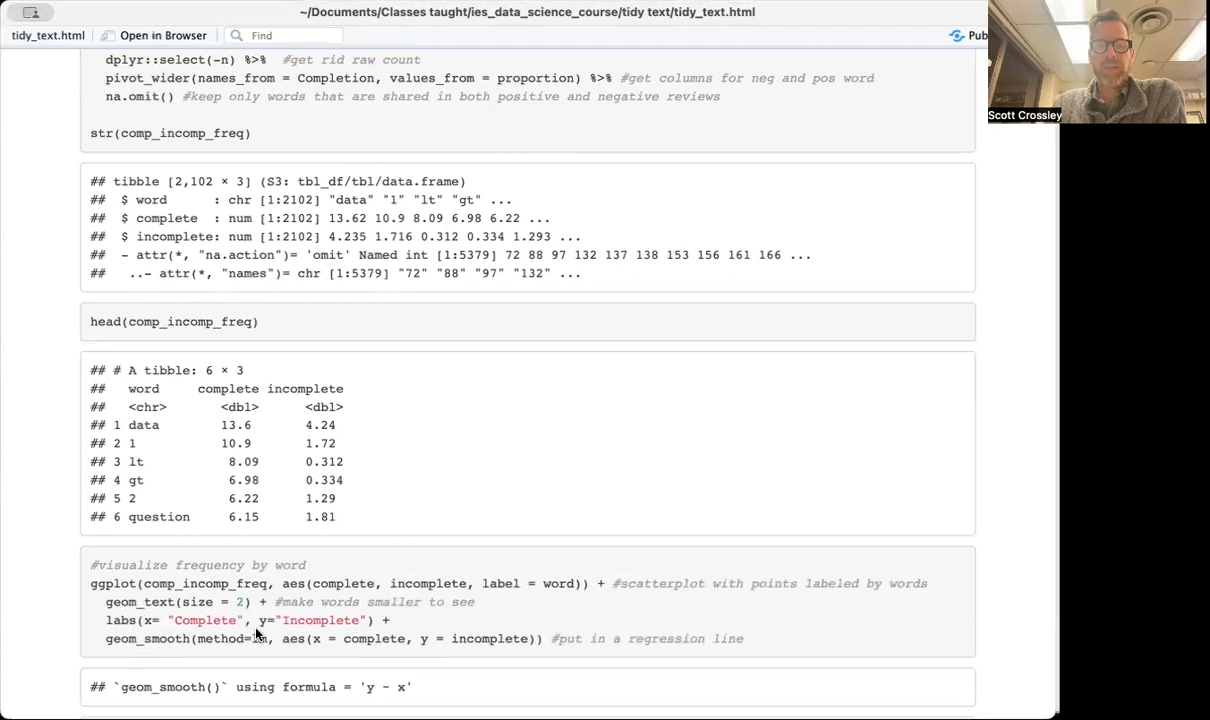 ~/Documents/Classes taught/ies_data_science_course/tidy text/tidy_text.html
tidy_text.html
Open in Browser
Find
Pub
dplyr::select(-n) %>% #get rid raw count
pivot_wider(names_from = Completion, values_from = proportion) %>% #get columns for neg and pos word
na.omit() #keep only words that are shared in both positive and negative reviews
str(comp_incomp_freq)
Scott Crossley
## tibble [2,102 × 3] (S3: tbl_df/tbl/data.frame)
## $ word : chr [1:2102] "data" "1" "lt" "gt" ...
## $ complete : num [1:2102] 13.62 10.9 8.09 6.98 6.22 ...
## $ incomplete: num [1:2102] 4.235 1.716 0.312 0.334 1.293 ...
## - attr(*, "na.action")= 'omit' Named int [1:5379] 72 88 97 132 137 138 153 156 161 166 ...
## ..- attr(*, "names")= chr [1:5379] "72" "88" "97" "132" ...
head(comp_incomp_freq)
## # A tibble: 6 × 3
## word complete incomplete
## <chr> <dbl> <dbl>
## 1 data 13.6 4.24
## 2 1 10.9 1.72
## 3 lt 8.09 0.312
## 4 gt 6.98 0.334
## 5 2 6.22 1.29
## 6 question 6.15 1.81
#visualize frequency by word
ggplot(comp_incomp_freq, aes(complete, incomplete, label = word)) + #scatterplot with points labeled by words
geom_text(size = 2) + #make words smaller to see
labs(x= "Complete", y="Incomplete") +
geom_smooth(method=lm, aes(x = complete, y = incomplete)) #put in a regression line
## `geom_smooth()` using formula = 'y ~ x'